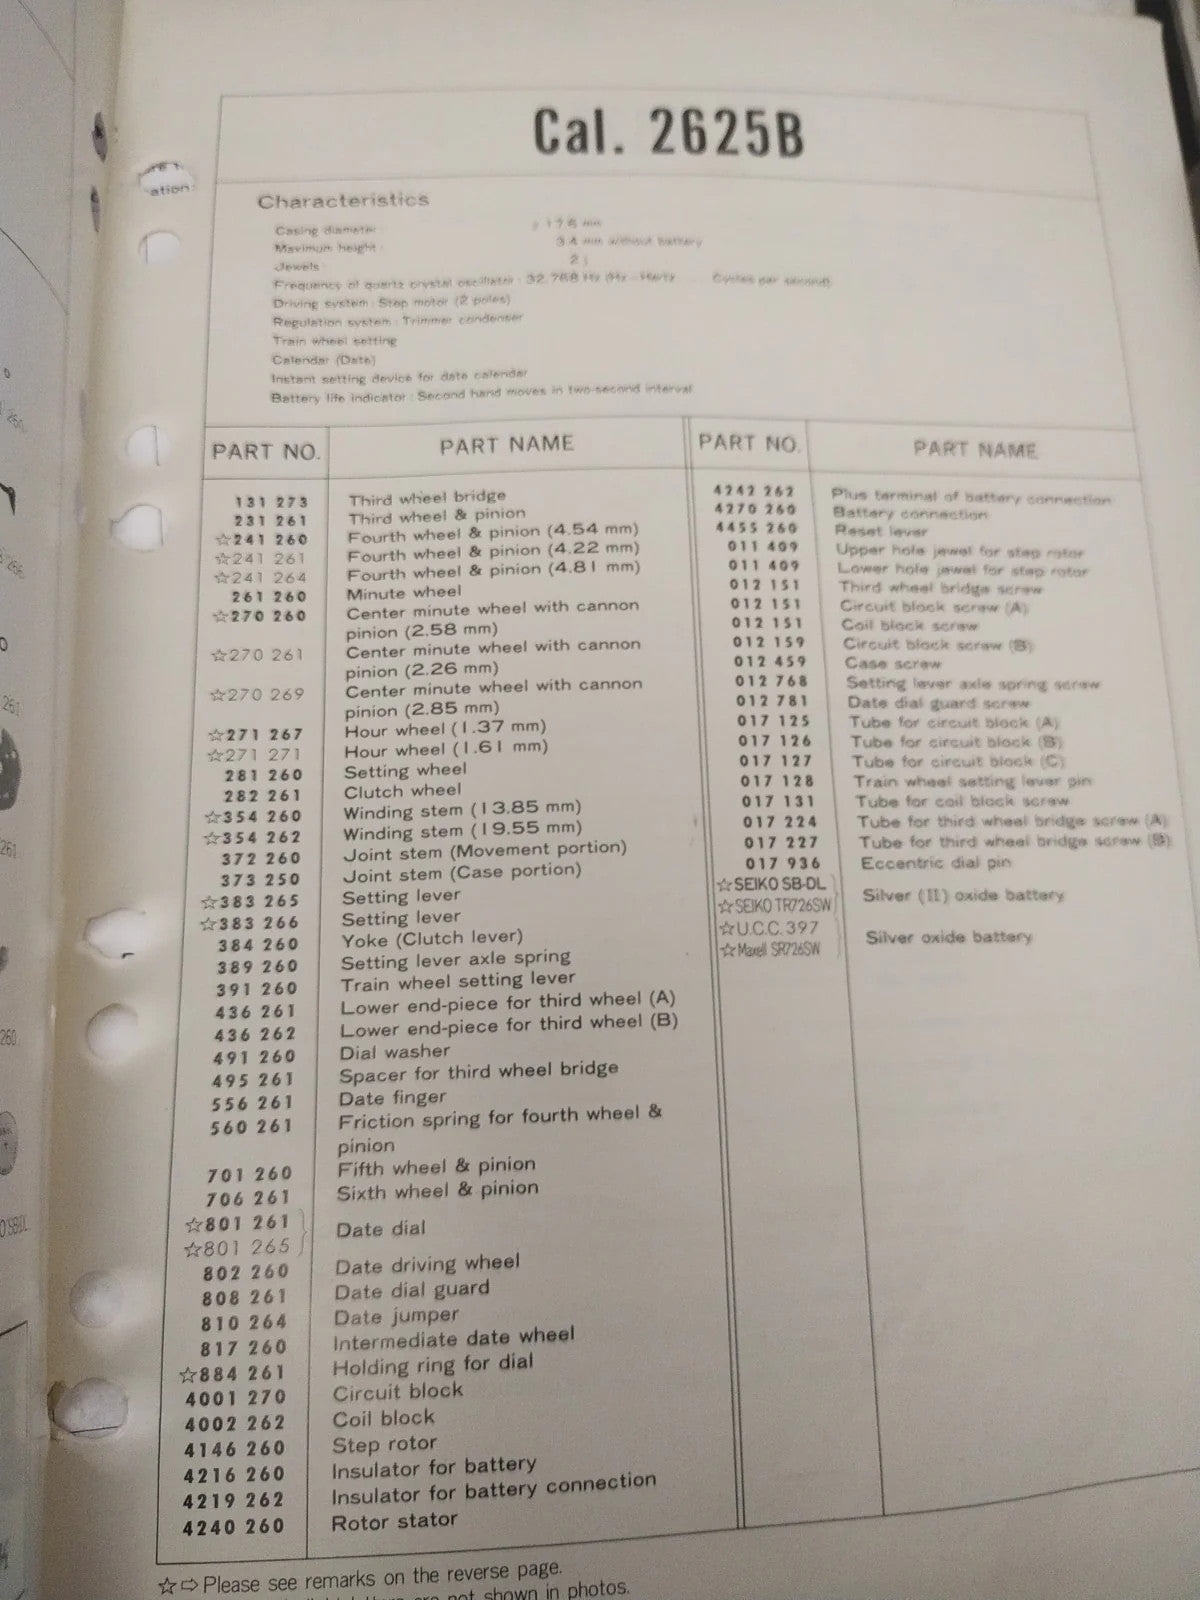 Cal. 2625B
ation:
Characteristics
Casing diameter: 17.6 mm
Maximum height: 3.4 mm without battery
Jewels: 2 j
Frequency of quartz crystal oscillator: 32,768 Hz (Hz = Hertz ..... Cycles per second)
Driving system: Step motor (2 poles)
Regulation system: Trimmer condenser
Train wheel setting
Calendar (Date)
Instant setting device for date calendar
Battery life indicator: Second hand moves in two-second interval
PART NO. PART NAME
131 273 Third wheel bridge
231 261 Third wheel & pinion
☆241 260 Fourth wheel & pinion (4.54 mm)
☆241 261 Fourth wheel & pinion (4.22 mm)
☆241 264 Fourth wheel & pinion (4.81 mm)
261 260 Minute wheel
☆270 260 Center minute wheel with cannon
pinion (2.58 mm)
☆270 261 Center minute wheel with cannon
pinion (2.26 mm)
☆270 269 Center minute wheel with cannon
pinion (2.85 mm)
☆271 267 Hour wheel (1.37 mm)
☆271 271 Hour wheel (1.61 mm)
281 260 Setting wheel
282 261 Clutch wheel
☆354 260 Winding stem (13.85 mm)
☆354 262 Winding stem (19.55 mm)
372 260 Joint stem (Movement portion)
373 250 Joint stem (Case portion)
☆383 265 Setting lever
☆383 266 Setting lever
384 260 Yoke (Clutch lever)
389 260 Setting lever axle spring
391 260 Train wheel setting lever
436 261 Lower end-piece for third wheel (A)
436 262 Lower end-piece for third wheel (B)
491 260 Dial washer
495 261 Spacer for third wheel bridge
556 261 Date finger
560 261 Friction spring for fourth wheel &
pinion
701 260 Fifth wheel & pinion
706 261 Sixth wheel & pinion
☆801 261
☆801 265 Date dial
802 260 Date driving wheel
808 261 Date dial guard
810 264 Date jumper
817 260 Intermediate date wheel
☆884 261 Holding ring for dial
4001 270 Circuit block
4002 262 Coil block
4146 260 Step rotor
4216 260 Insulator for battery
4219 262 Insulator for battery connection
4240 260 Rotor stator
PART NO. PART NAME
4242 262 Plus terminal of battery connection
4270 260 Battery connection
4455 260 Reset lever
011 409 Upper hole jewel for step rotor
011 409 Lower hole jewel for step rotor
012 151 Third wheel bridge screw
012 151 Circuit block screw (A)
012 151 Coil block screw
012 159 Circuit block screw (B)
012 459 Case screw
012 768 Setting lever axle spring screw
012 781 Date dial guard screw
017 125 Tube for circuit block (A)
017 126 Tube for circuit block (B)
017 127 Tube for circuit block (C)
017 128 Train wheel setting lever pin
017 131 Tube for coil block screw
017 224 Tube for third wheel bridge screw (A)
017 227 Tube for third wheel bridge screw (B)
017 936 Eccentric dial pin
☆SEIKO SB-DL
☆SEIKO TR726SW Silver (II) oxide battery
☆U.C.C. 397
☆Maxell SR726SW Silver oxide battery
☆⇨Please see remarks on the reverse page.
are not shown in photos.